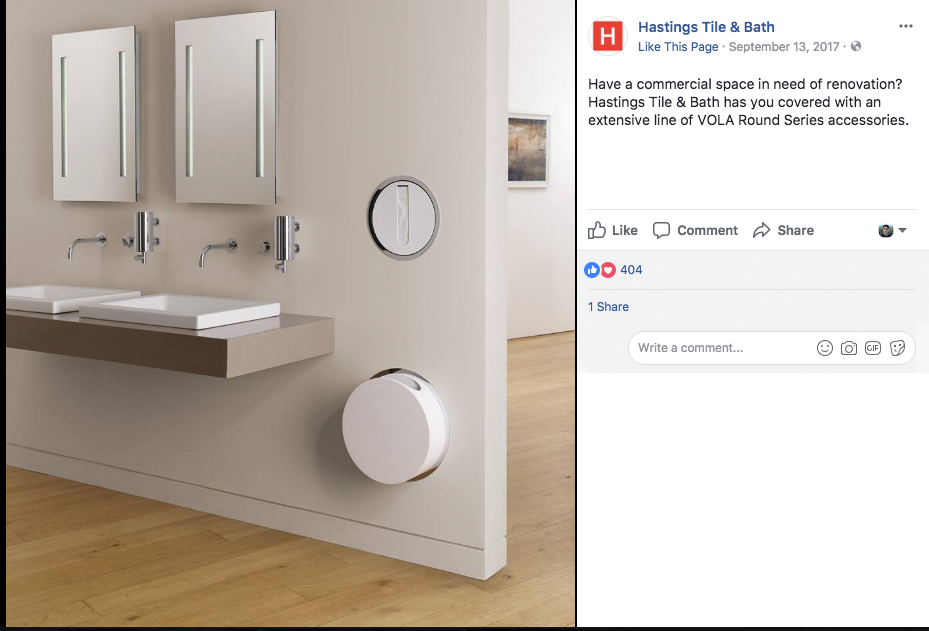 H
Hastings Tile & Bath
Like This Page · September 13, 2017 ·
Have a commercial space in need of renovation?
Hastings Tile & Bath has you covered with an
extensive line of VOLA Round Series accessories.
Like Comment Share
404
1 Share
Write a comment...
GIF